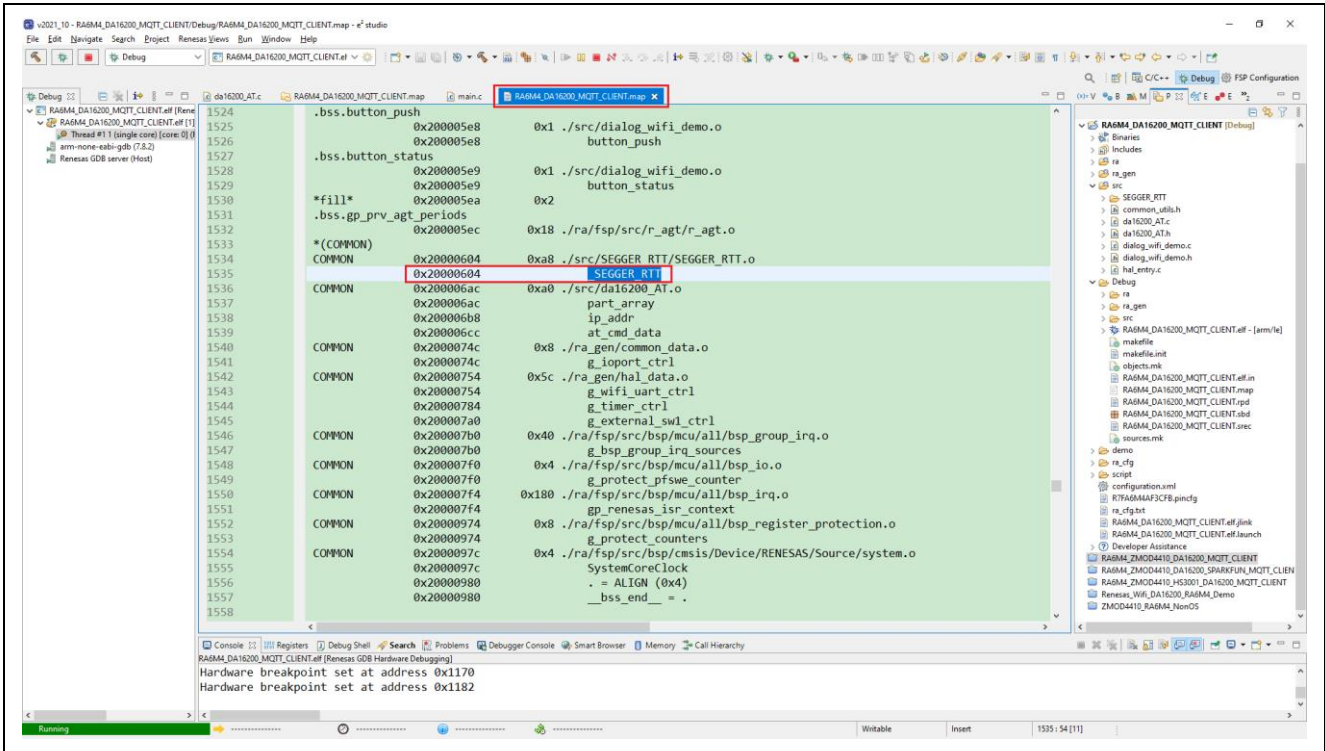 v2021_10 - RA6M4_DA16200_MQTT_CLIENT/Debug/RA6M4_DA16200_MQTT_CLIENT.map - e² studio
File Edit Navigate Search Project Renesas Views Run Window Help
Debug RA6M4_DA16200_MQTT_CLIENT.el
C/C++ Debug FSP Configuration
Debug
RA6M4_DA16200_MQTT_CLIENT.elf [Rene
RA6M4_DA16200_MQTT_CLIENT.elf [1]
Thread #1 1 (single core) [core: 0] (
arm-none-eabi-gdb (7.8.2)
Renesas GDB server (Host)
da16200_AT.c RA6M4_DA16200_MQTT_CLIENT.map main.c RA6M4_DA16200_MQTT_CLIENT.map
1524 .bss.button_push
1525 0x200005e8 0x1 ./src/dialog_wifi_demo.o
1526 0x200005e8 button_push
1527 .bss.button_status
1528 0x200005e9 0x1 ./src/dialog_wifi_demo.o
1529 0x200005e9 button_status
1530 *fill* 0x200005ea 0x2
1531 .bss.gp_prv_agt_periods
1532 0x200005ec 0x18 ./ra/fsp/src/r_agt/r_agt.o
1533 *(COMMON)
1534 COMMON 0x20000604 0xa8 ./src/SEGGER_RTT/SEGGER_RTT.o
1535 0x20000604 _SEGGER_RTT
1536 COMMON 0x200006ac 0xa0 ./src/da16200_AT.o
1537 0x200006ac part_array
1538 0x200006b8 ip_addr
1539 0x200006cc at_cmd_data
1540 COMMON 0x2000074c 0x8 ./ra_gen/common_data.o
1541 0x2000074c g_ioport_ctrl
1542 COMMON 0x20000754 0x5c ./ra_gen/hal_data.o
1543 0x20000754 g_wifi_uart_ctrl
1544 0x20000784 g_timer_ctrl
1545 0x200007a0 g_external_sw1_ctrl
1546 COMMON 0x200007b0 0x40 ./ra/fsp/src/bsp/mcu/all/bsp_group_irq.o
1547 0x200007b0 g_bsp_group_irq_sources
1548 COMMON 0x200007f0 0x4 ./ra/fsp/src/bsp/mcu/all/bsp_io.o
1549 0x200007f0 g_protect_pfswe_counter
1550 COMMON 0x200007f4 0x180 ./ra/fsp/src/bsp/mcu/all/bsp_irq.o
1551 0x200007f4 gp_renesas_isr_context
1552 COMMON 0x20000974 0x8 ./ra/fsp/src/bsp/mcu/all/bsp_register_protection.o
1553 0x20000974 g_protect_counters
1554 COMMON 0x2000097c 0x4 ./ra/fsp/src/bsp/cmsis/Device/RENESAS/Source/system.o
1555 0x2000097c SystemCoreClock
1556 0x20000980 . = ALIGN (0x4)
1557 0x20000980 __bss_end__ = .
1558
V B M P E E 2
RA6M4_DA16200_MQTT_CLIENT [Debug]
Binaries
Includes
ra
ra_gen
src
SEGGER_RTT
common_utils.h
da16200_AT.c
da16200_AT.h
dialog_wifi_demo.c
dialog_wifi_demo.h
hal_entry.c
Debug
ra
ra_gen
src
RA6M4_DA16200_MQTT_CLIENT.elf - [arm/le]
makefile
makefile.init
objects.mk
RA6M4_DA16200_MQTT_CLIENT.elf.in
RA6M4_DA16200_MQTT_CLIENT.map
RA6M4_DA16200_MQTT_CLIENT.rpd
RA6M4_DA16200_MQTT_CLIENT.sbd
RA6M4_DA16200_MQTT_CLIENT.srec
sources.mk
demo
ra_cfg
script
configuration.xml
R7FA6M4AF3CFB.pincfg
ra_cfg.txt
RA6M4_DA16200_MQTT_CLIENT.elf.jlink
RA6M4_DA16200_MQTT_CLIENT.elf.launch
Developer Assistance
RA6M4_ZMOD4410_DA16200_MQTT_CLIENT
RA6M4_ZMOD4410_DA16200_SPARKFUN_MQTT_CLIEN
RA6M4_ZMOD4410_HS3001_DA16200_MQTT_CLIENT
Renesas_Wifi_DA16200_RA6M4_Demo
ZMOD4410_RA6M4_NonOS
Console Registers Debug Shell Search Problems Debugger Console Smart Browser Memory Call Hierarchy
RA6M4_DA16200_MQTT_CLIENT.elf [Renesas GDB Hardware Debugging]
Hardware breakpoint set at address 0x1170
Hardware breakpoint set at address 0x1182
Running Writable Insert 1535 : 54 [11]